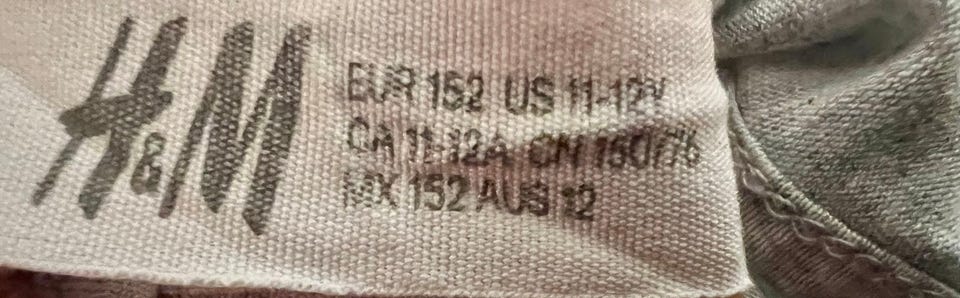 H&M
EUR 152 US 11-12Y
CA 11-12A CN 150/76
MX 152 AUS 12